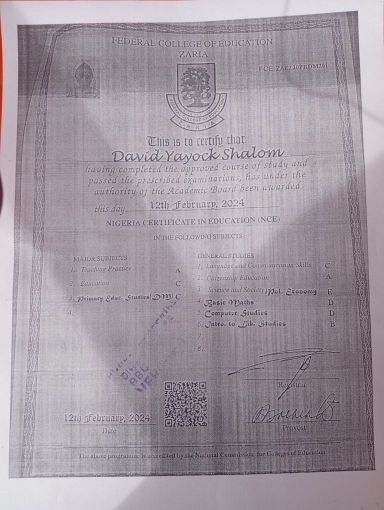 FEDERAL COLLEGE OF EDUCATION
ZARIA
This is to certify that
David Yayock Shalom
having completed the approved course of study and
passed the prescribed examinations, has under the
authority of the Academic Board been awarded
this day 12th February, 2024
NIGERIA CERTIFICATE IN EDUCATION (NCE)
IN THE FOLLOWING SUBJECTS
MAJOR SUBJECTS
1. Teaching Practice A
2. Education C
3. Primary Educ. Studies DM C
4.
GENERAL STUDIES
1. Language and Communication Skills C
2. Citizenship Education A
3. Science and Society/Pol. Economy E
4. Basic Maths D
5. Computer Studies D
6. Intro. to Lib. Studies B
8.
Registrar
12th February, 2024
Date
Provost
The above programme is accredited by the National Commission for Colleges of Education